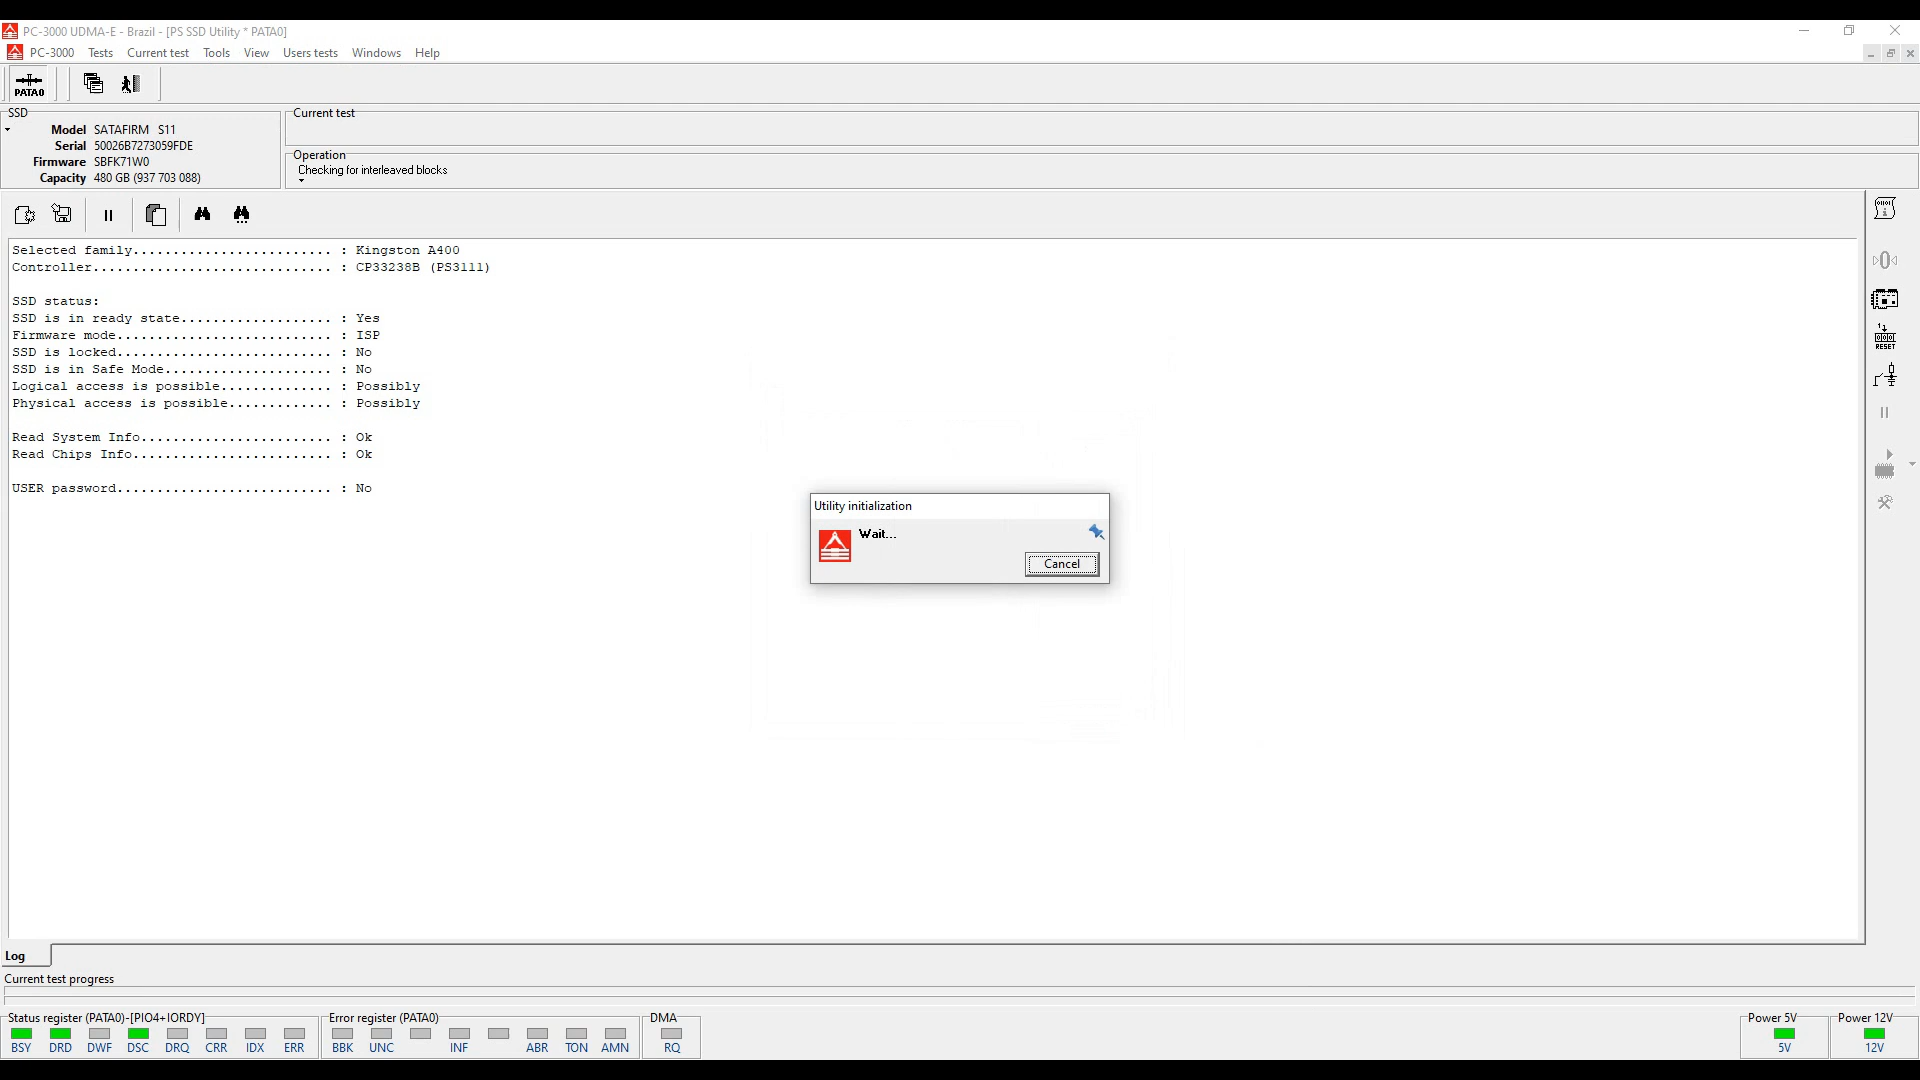 PC-3000 UDMA-E - Brazil - [PS SSD Utility * PATA0]
PC-3000 Tests Current test Tools View Users tests Windows Help
PATA0
SSD
Model SATAFIRM S11
Serial 50026B7273059FDE
Firmware SBFK71W0
Capacity 480 GB (937 703 088)
Current test
Operation
Checking for interleaved blocks
Selected family......................... : Kingston A400
Controller.............................. : CP33238B (PS3111)
SSD status:
SSD is in ready state................... : Yes
Firmware mode........................... : ISP
SSD is locked........................... : No
SSD is in Safe Mode..................... : No
Logical access is possible.............. : Possibly
Physical access is possible............. : Possibly
Read System Info........................ : Ok
Read Chips Info......................... : Ok
USER password........................... : No
Utility initialization
Wait...
Cancel
RESET
Log
Current test progress
Status register (PATA0)-[PIO4+IORDY]
BSY DRD DWF DSC DRQ CRR IDX ERR
Error register (PATA0)
BBK UNC INF ABR TON AMN
DMA
RQ
Power 5V
5V
Power 12V
12V